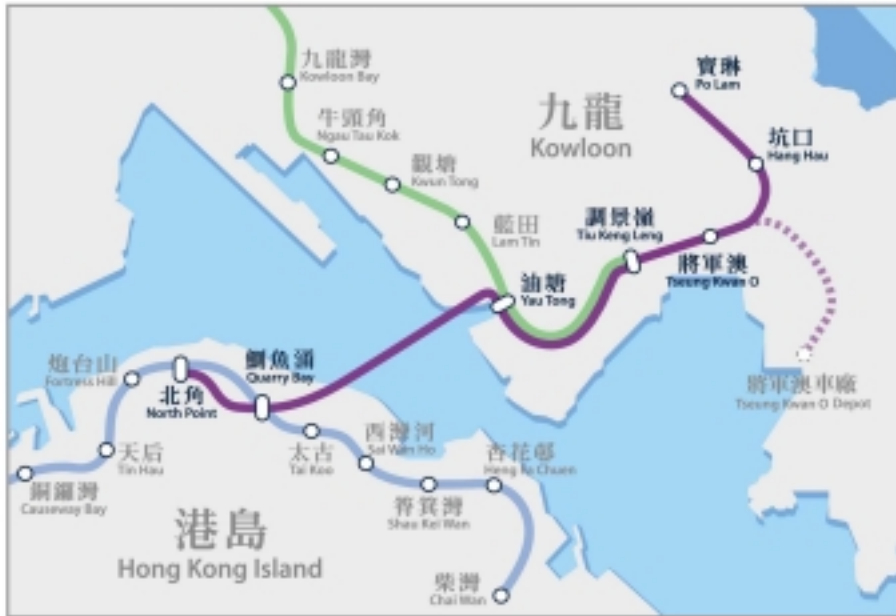 九龍灣
Kowloon Bay
牛頭角
Ngau Tau Kok
觀塘
Kwun Tong
藍田
Lam Tin
九龍
Kowloon
寶琳
Po Lam
坑口
Hang Hau
調景嶺
Tiu Keng Leng
將軍澳
Tseung Kwan O
油塘
Yau Tong
將軍澳車廠
Tseung Kwan O Depot
炮台山
Fortress Hill
北角
North Point
鰂魚涌
Quarry Bay
天后
Tin Hau
銅鑼灣
Causeway Bay
太古
Tai Koo
西灣河
Sai Wan Ho
筲箕灣
Shau Kei Wan
杏花邨
Heng Fa Chuen
柴灣
Chai Wan
港島
Hong Kong Island